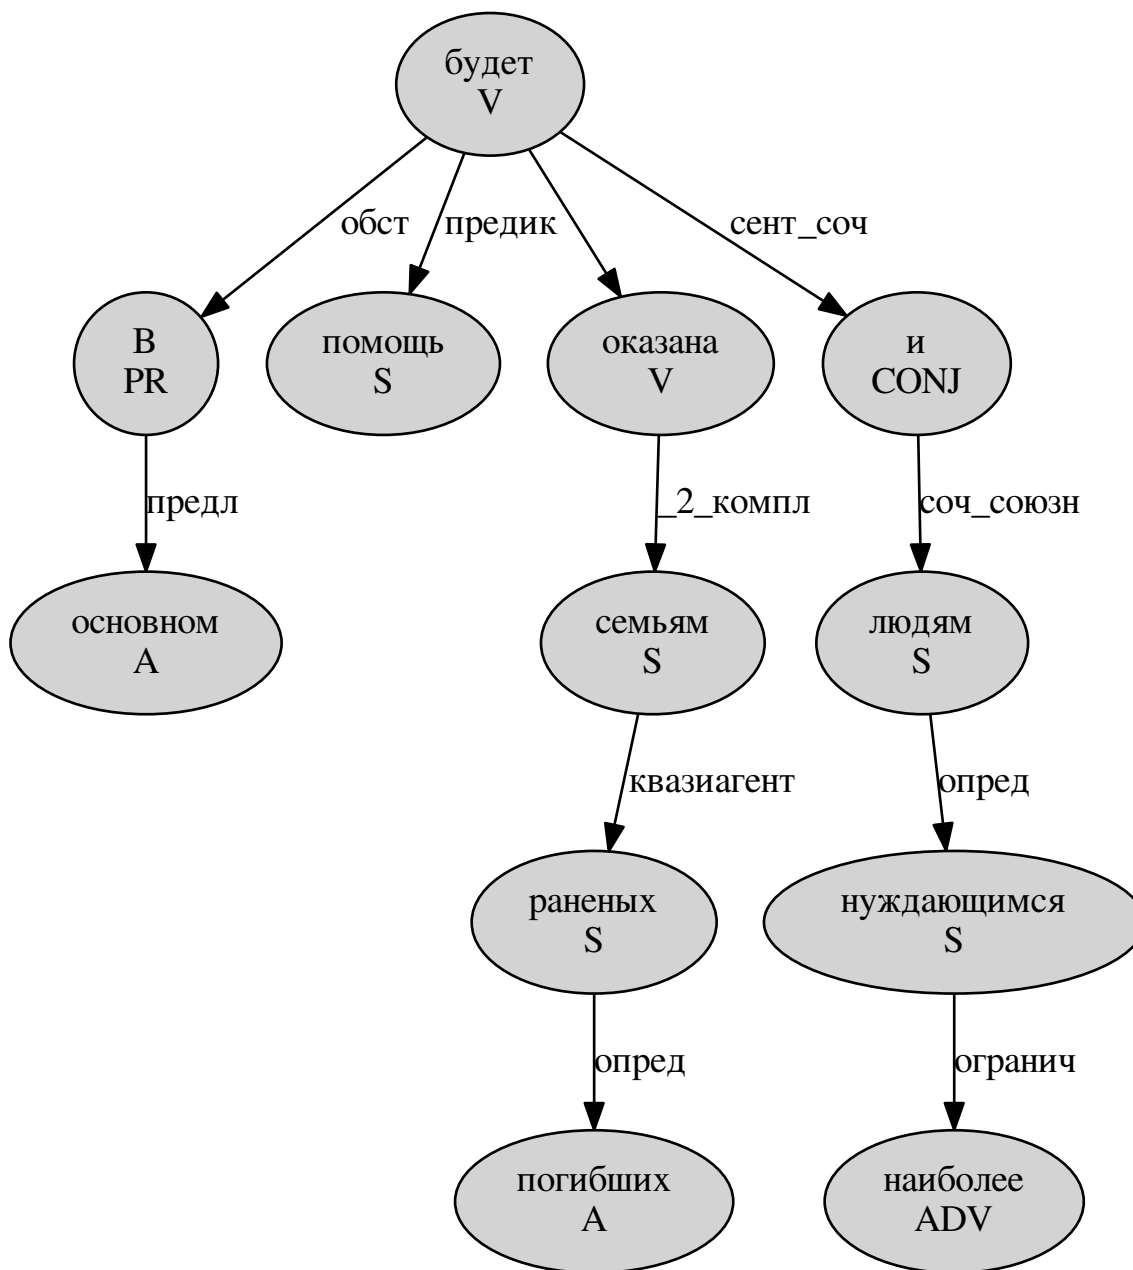 будет
V
обст
предик
сент_соч
В
PR
помощь
S
оказана
V
и
CONJ
предл
_2_компл
соч_союзн
основном
A
семьям
S
людям
S
квазиагент
опред
раненых
S
нуждающимся
S
опред
огранич
погибших
A
наиболее
ADV